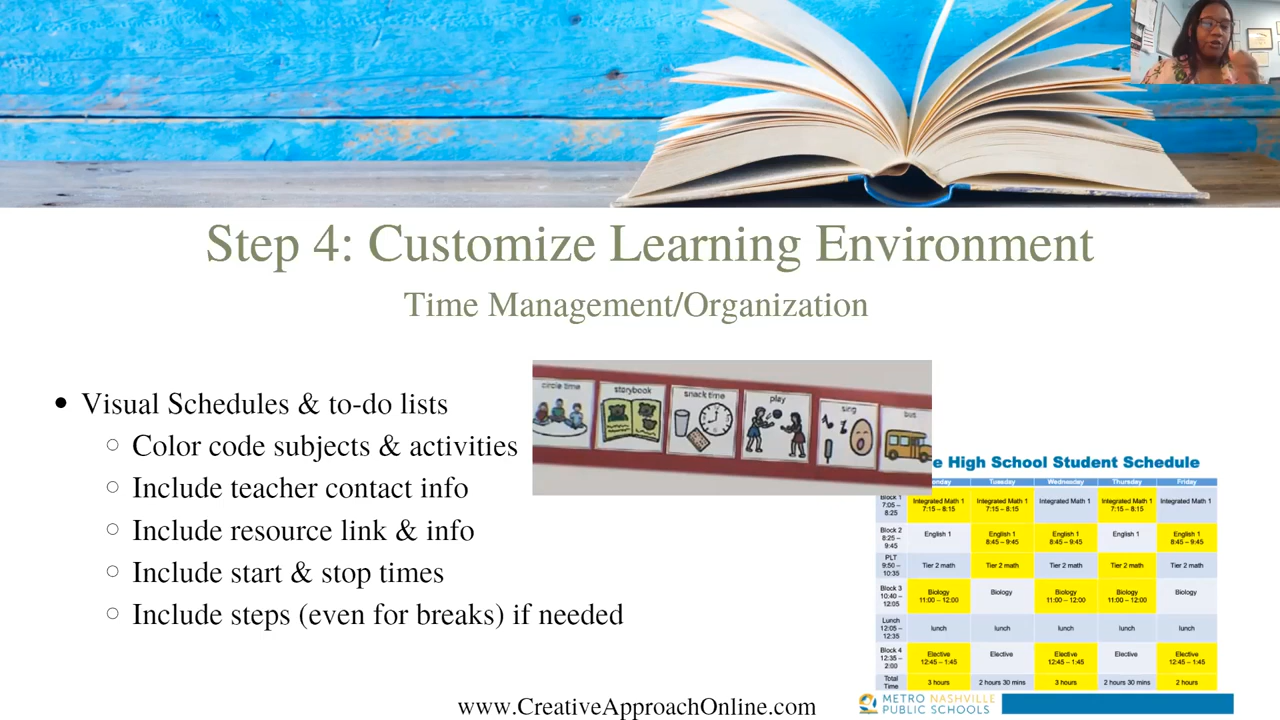 Step 4: Customize Learning Environment
Time Management/Organization
• Visual Schedules & to-do lists
○ Color code subjects & activities
○ Include teacher contact info
○ Include resource link & info
○ Include start & stop times
○ Include steps (even for breaks) if needed
circle time storybook snack time play sing bus
e High School Student Schedule
onday Tuesday Wednesday Thursday Friday
Block 1 7:05 – 8:25 Integrated Math 1 7:15 – 8:15 Integrated Math 1 7:15 – 8:15 Integrated Math 1 Integrated Math 1 7:15 – 8:15 Integrated Math 1
Block 2 8:25 – 9:45 English 1 English 1 8:45 – 9:45 English 1 8:45 – 9:45 English 1 English 1 8:45 – 9:45
PLT 9:50 – 10:35 Tier 2 math Tier 2 math Tier 2 math Tier 2 math Tier 2 math
Block 3 10:40 – 12:05 Biology 11:00 – 12:00 Biology Biology 11:00 – 12:00 Biology 11:00 – 12:00 Biology
Lunch 12:05 – 12:35 lunch lunch lunch lunch lunch
Block 4 12:35 – 2:00 Elective 12:45 – 1:45 Elective Elective 12:45 – 1:45 Elective Elective 12:45 – 1:45
Total Time 3 hours 2 hours 30 mins 3 hours 2 hours 30 mins 2 hours
METRO NASHVILLE
PUBLIC SCHOOLS
www.CreativeApproachOnline.com